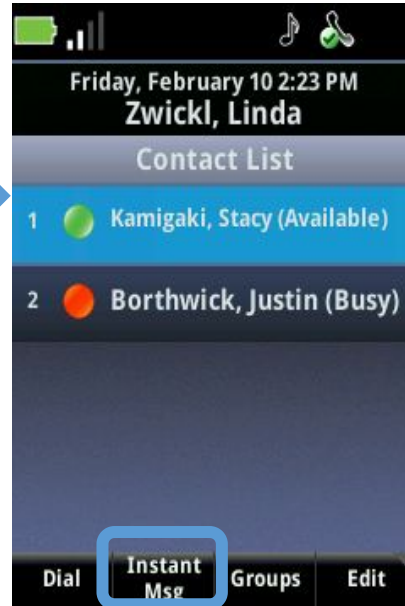 Friday, February 10 2:23 PM
Zwickl, Linda
Contact List
1 Kamigaki, Stacy (Available)
2 Borthwick, Justin (Busy)
Dial Instant Msg Groups Edit